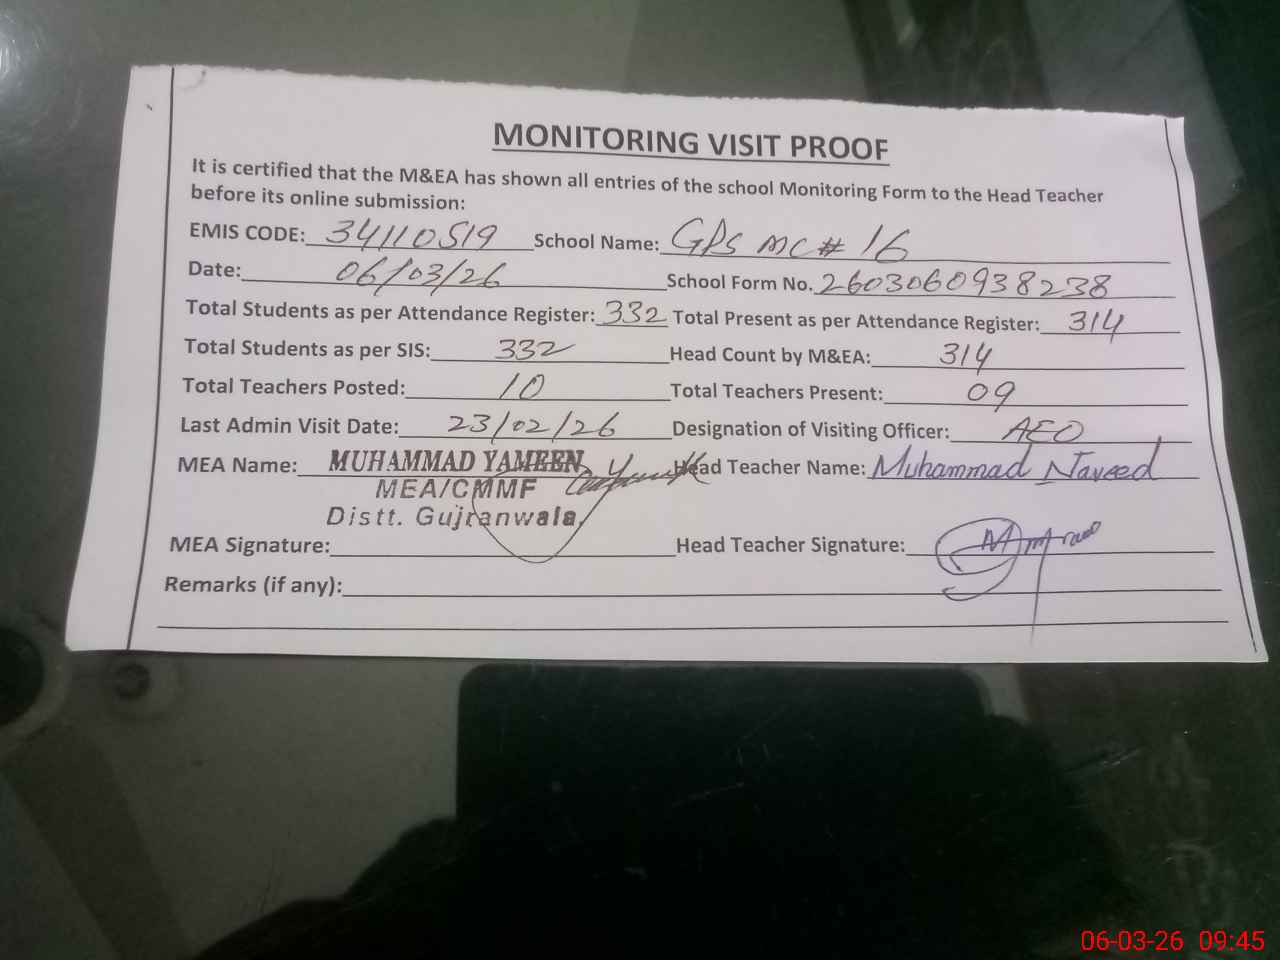 MONITORING VISIT PROOF
It is certified that the M&EA has shown all entries of the school Monitoring Form to the Head Teacher
before its online submission:
EMIS CODE: 34110519 School Name: GPS MC# 16
Date: 06/03/26 School Form No. 2603060938238
Total Students as per Attendance Register: 332 Total Present as per Attendance Register: 314
Total Students as per SIS: 332 Head Count by M&EA: 314
Total Teachers Posted: 10 Total Teachers Present: 09
Last Admin Visit Date: 23/02/26 Designation of Visiting Officer: AEO
MEA Name: MUHAMMAD YAMEEN Head Teacher Name: Muhammad Naveed
MEA/CMMF
Distt. Gujranwala.
MEA Signature: Head Teacher Signature:
Remarks (if any):
06-03-26 09:45